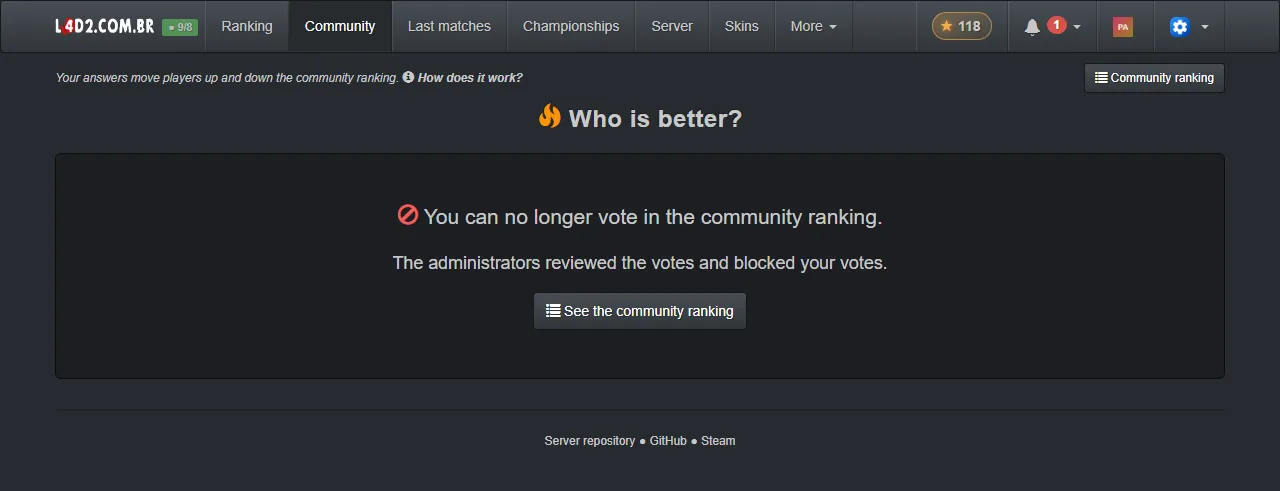 L4D2.COM.BR ● 9/8 Ranking Community Last matches Championships Server Skins More ★ 118 1 PA
Your answers move players up and down the community ranking. How does it work? Community ranking
Who is better?
You can no longer vote in the community ranking.
The administrators reviewed the votes and blocked your votes.
See the community ranking
Server repository ● GitHub ● Steam